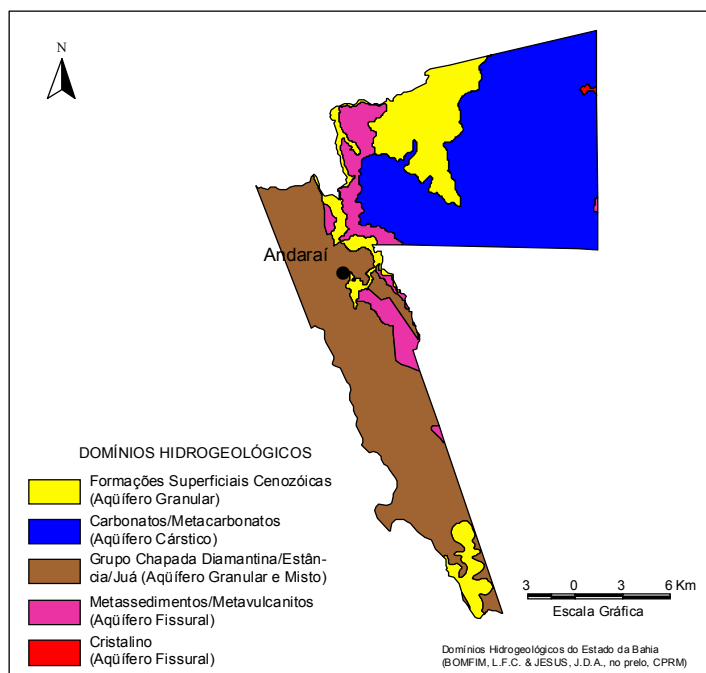 N
Andaraí
DOMÍNIOS HIDROGEOLÓGICOS
Formações Superficiais Cenozóicas
(Aqüífero Granular)
Carbonatos/Metacarbonatos
(Aqüífero Cárstico)
Grupo Chapada Diamantina/Estân-
cia/Juá (Aqüífero Granular e Misto)
Metassedimentos/Metavulcanitos
(Aqüífero Fissural)
Cristalino
(Aqüífero Fissural)
3 0 3 6 Km
Escala Gráfica
Domínios Hidrogeológicos do Estado da Bahia
(BOMFIM, L.F.C. & JESUS, J.D.A., no prelo, CPRM)